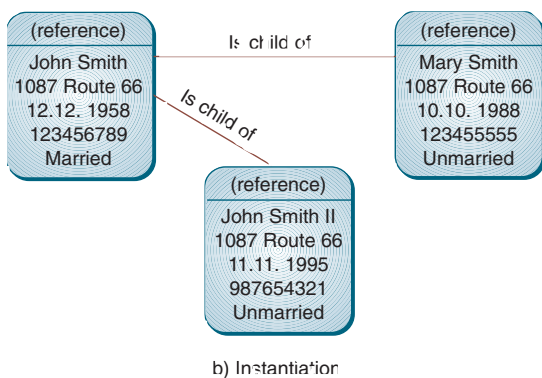 (reference)
John Smith
1087 Route 66
12.12. 1958
123456789
Married
Is child of
(reference)
Mary Smith
1087 Route 66
10.10. 1988
123455555
Unmarried
Is child of
(reference)
John Smith II
1087 Route 66
11.11. 1995
987654321
Unmarried
b) Instantiation